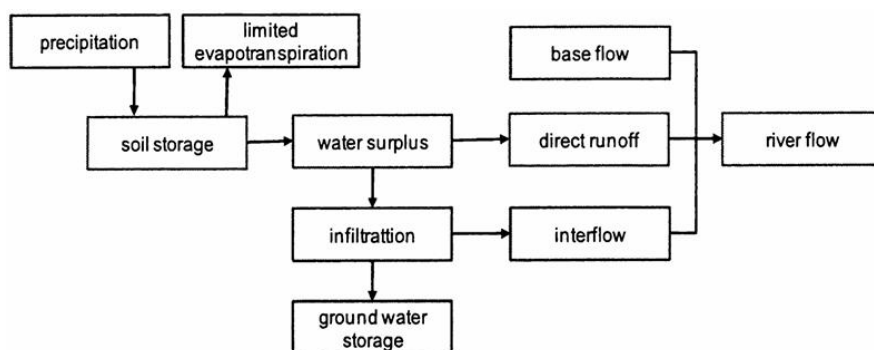 precipitation
limited
evapotranspiration
base flow
soil storage
water surplus
direct runoff
river flow
infiltrattion
interflow
ground water
storage